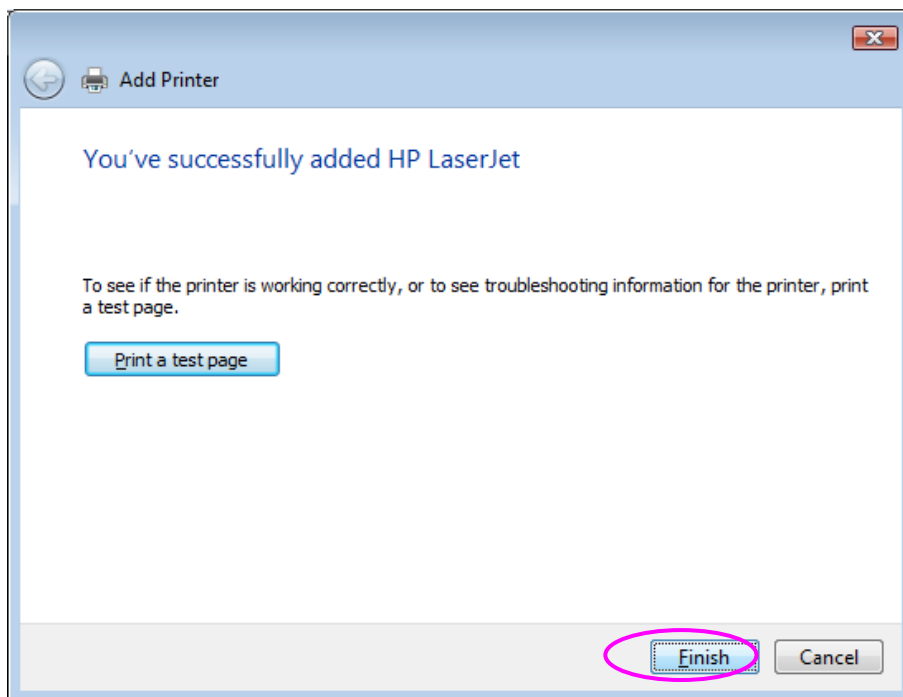 Add Printer
You've successfully added HP LaserJet
To see if the printer is working correctly, or to see troubleshooting information for the printer, print
a test page.
Print a test page
Finish
Cancel